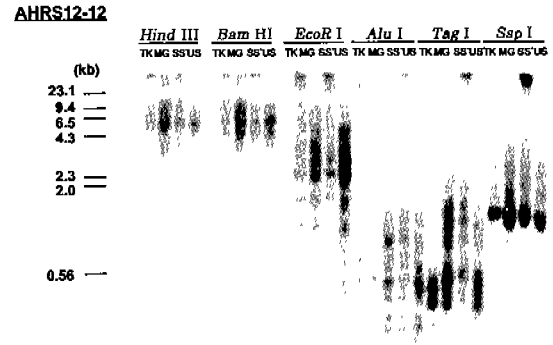 AHRS12-12
Hind III Bam HI EcoR I Alu I Tag I Ssp I
TK MG SS US TK MG SS US TK MG SS US TK MG SS US TK MG SS US TK MG SS US
(kb)
23.1
9.4
6.5
4.3
2.3
2.0
0.56